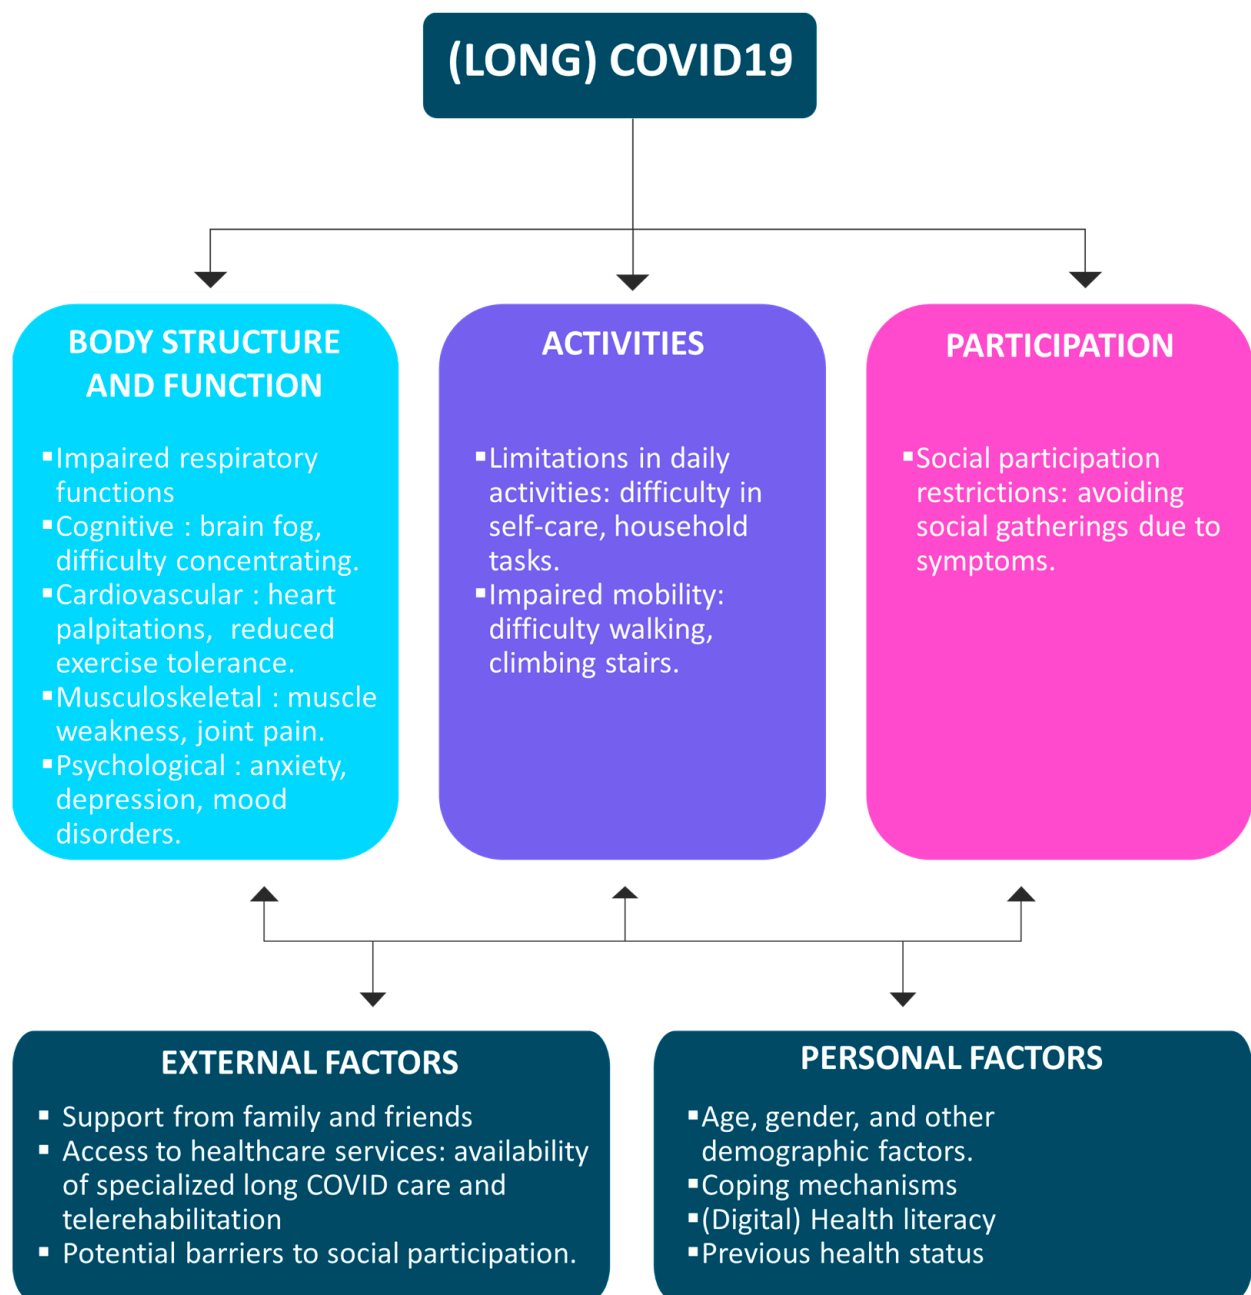 (LONG) COVID19
BODY STRUCTURE
AND FUNCTION
▪Impaired respiratory
functions
▪Cognitive : brain fog,
difficulty concentrating.
▪Cardiovascular : heart
palpitations, reduced
exercise tolerance.
▪Musculoskeletal : muscle
weakness, joint pain.
▪Psychological : anxiety,
depression, mood
disorders.
ACTIVITIES
▪Limitations in daily
activities: difficulty in
self-care, household
tasks.
▪Impaired mobility:
difficulty walking,
climbing stairs.
PARTICIPATION
▪Social participation
restrictions: avoiding
social gatherings due to
symptoms.
EXTERNAL FACTORS
▪ Support from family and friends
▪ Access to healthcare services: availability
of specialized long COVID care and
telerehabilitation
▪ Potential barriers to social participation.
PERSONAL FACTORS
▪Age, gender, and other
demographic factors.
▪Coping mechanisms
▪(Digital) Health literacy
▪Previous health status